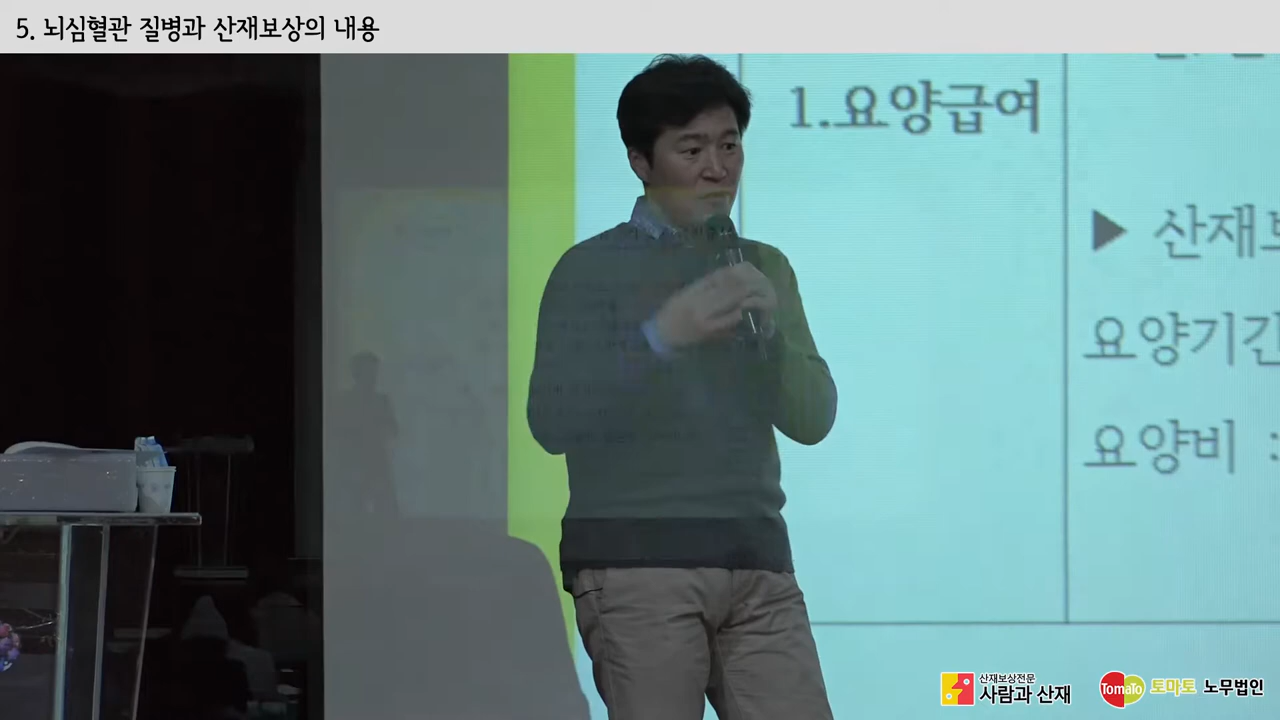 5. 뇌심혈관 질병과 산재보상의 내용
1.요양급여
▶ 산재
요양기간
요양비 :
산재보상전문
사람과 산재
TomaTo 토마토 노무법인